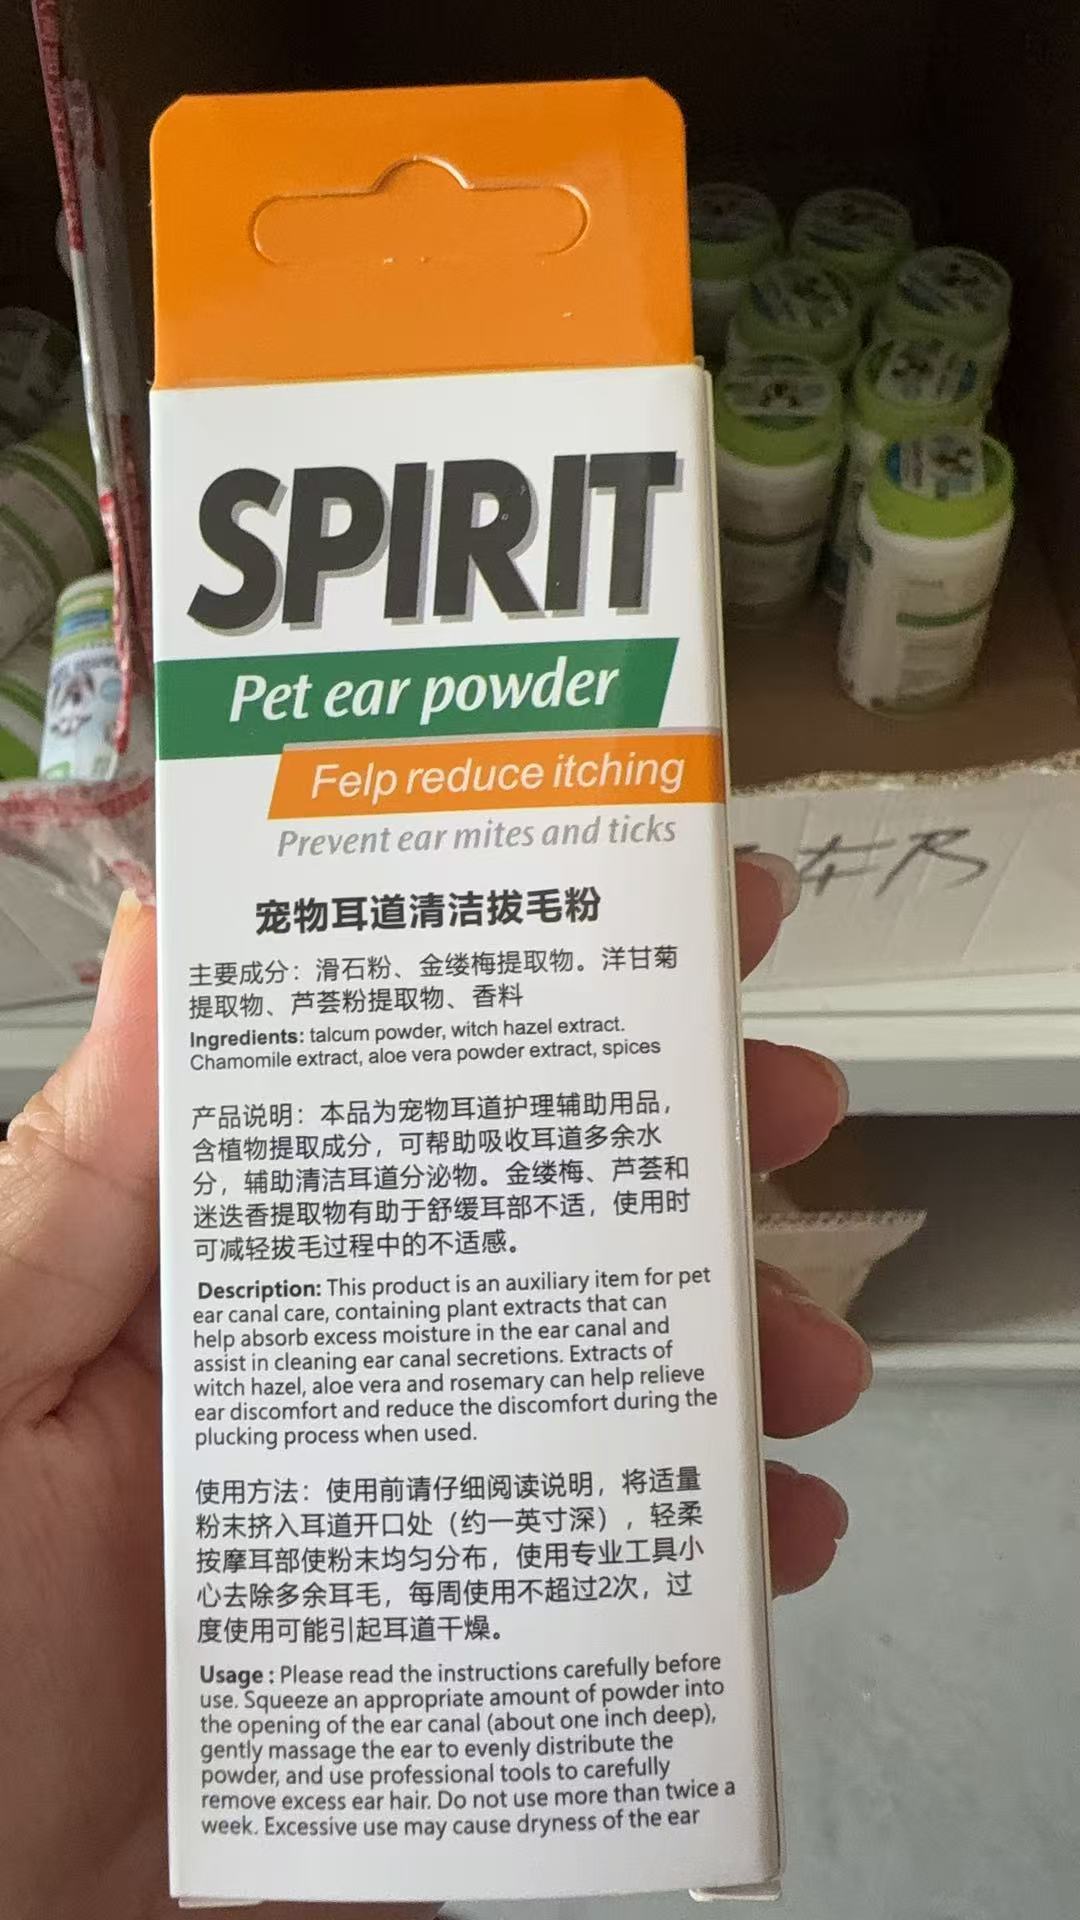 SPIRIT
Pet ear powder
Felp reduce itching
Prevent ear mites and ticks
宠物耳道清洁拔毛粉
主要成分：滑石粉、金缕梅提取物。洋甘菊
提取物、芦荟粉提取物、香料
Ingredients: talcum powder, witch hazel extract.
Chamomile extract, aloe vera powder extract, spices
产品说明：本品为宠物耳道护理辅助用品，
含植物提取成分，可帮助吸收耳道多余水
分，辅助清洁耳道分泌物。金缕梅、芦荟和
迷迭香提取物有助于舒缓耳部不适，使用时
可减轻拔毛过程中的不适感。
Description: This product is an auxiliary item for pet
ear canal care, containing plant extracts that can
help absorb excess moisture in the ear canal and
assist in cleaning ear canal secretions. Extracts of
witch hazel, aloe vera and rosemary can help relieve
ear discomfort and reduce the discomfort during the
plucking process when used.
使用方法：使用前请仔细阅读说明，将适量
粉末挤入耳道开口处（约一英寸深），轻柔
按摩耳部使粉末均匀分布，使用专业工具小
心去除多余耳毛，每周使用不超过2次，过
度使用可能引起耳道干燥。
Usage : Please read the instructions carefully before
use. Squeeze an appropriate amount of powder into
the opening of the ear canal (about one inch deep),
gently massage the ear to evenly distribute the
powder, and use professional tools to carefully
remove excess ear hair. Do not use more than twice a
week. Excessive use may cause dryness of the ear